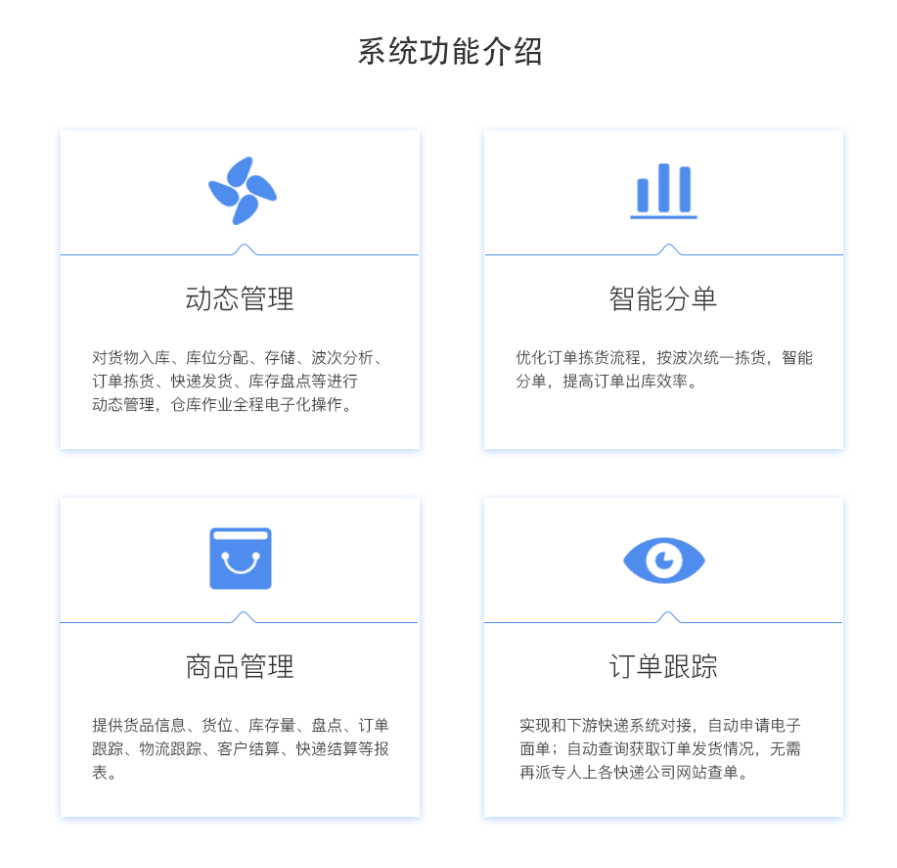 系统功能介绍
动态管理
对货物入库、库位分配、存储、波次分析、
订单拣货、快递发货、库存盘点等进行
动态管理，仓库作业全程电子化操作。
智能分单
优化订单拣货流程，按波次统一拣货，智能
分单，提高订单出库效率。
商品管理
提供货品信息、货位、库存量、盘点、订单
跟踪、物流跟踪、客户结算、快递结算等报
表。
订单跟踪
实现和下游快递系统对接，自动申请电子
面单；自动查询获取订单发货情况，无需
再派专人上各快递公司网站查单。